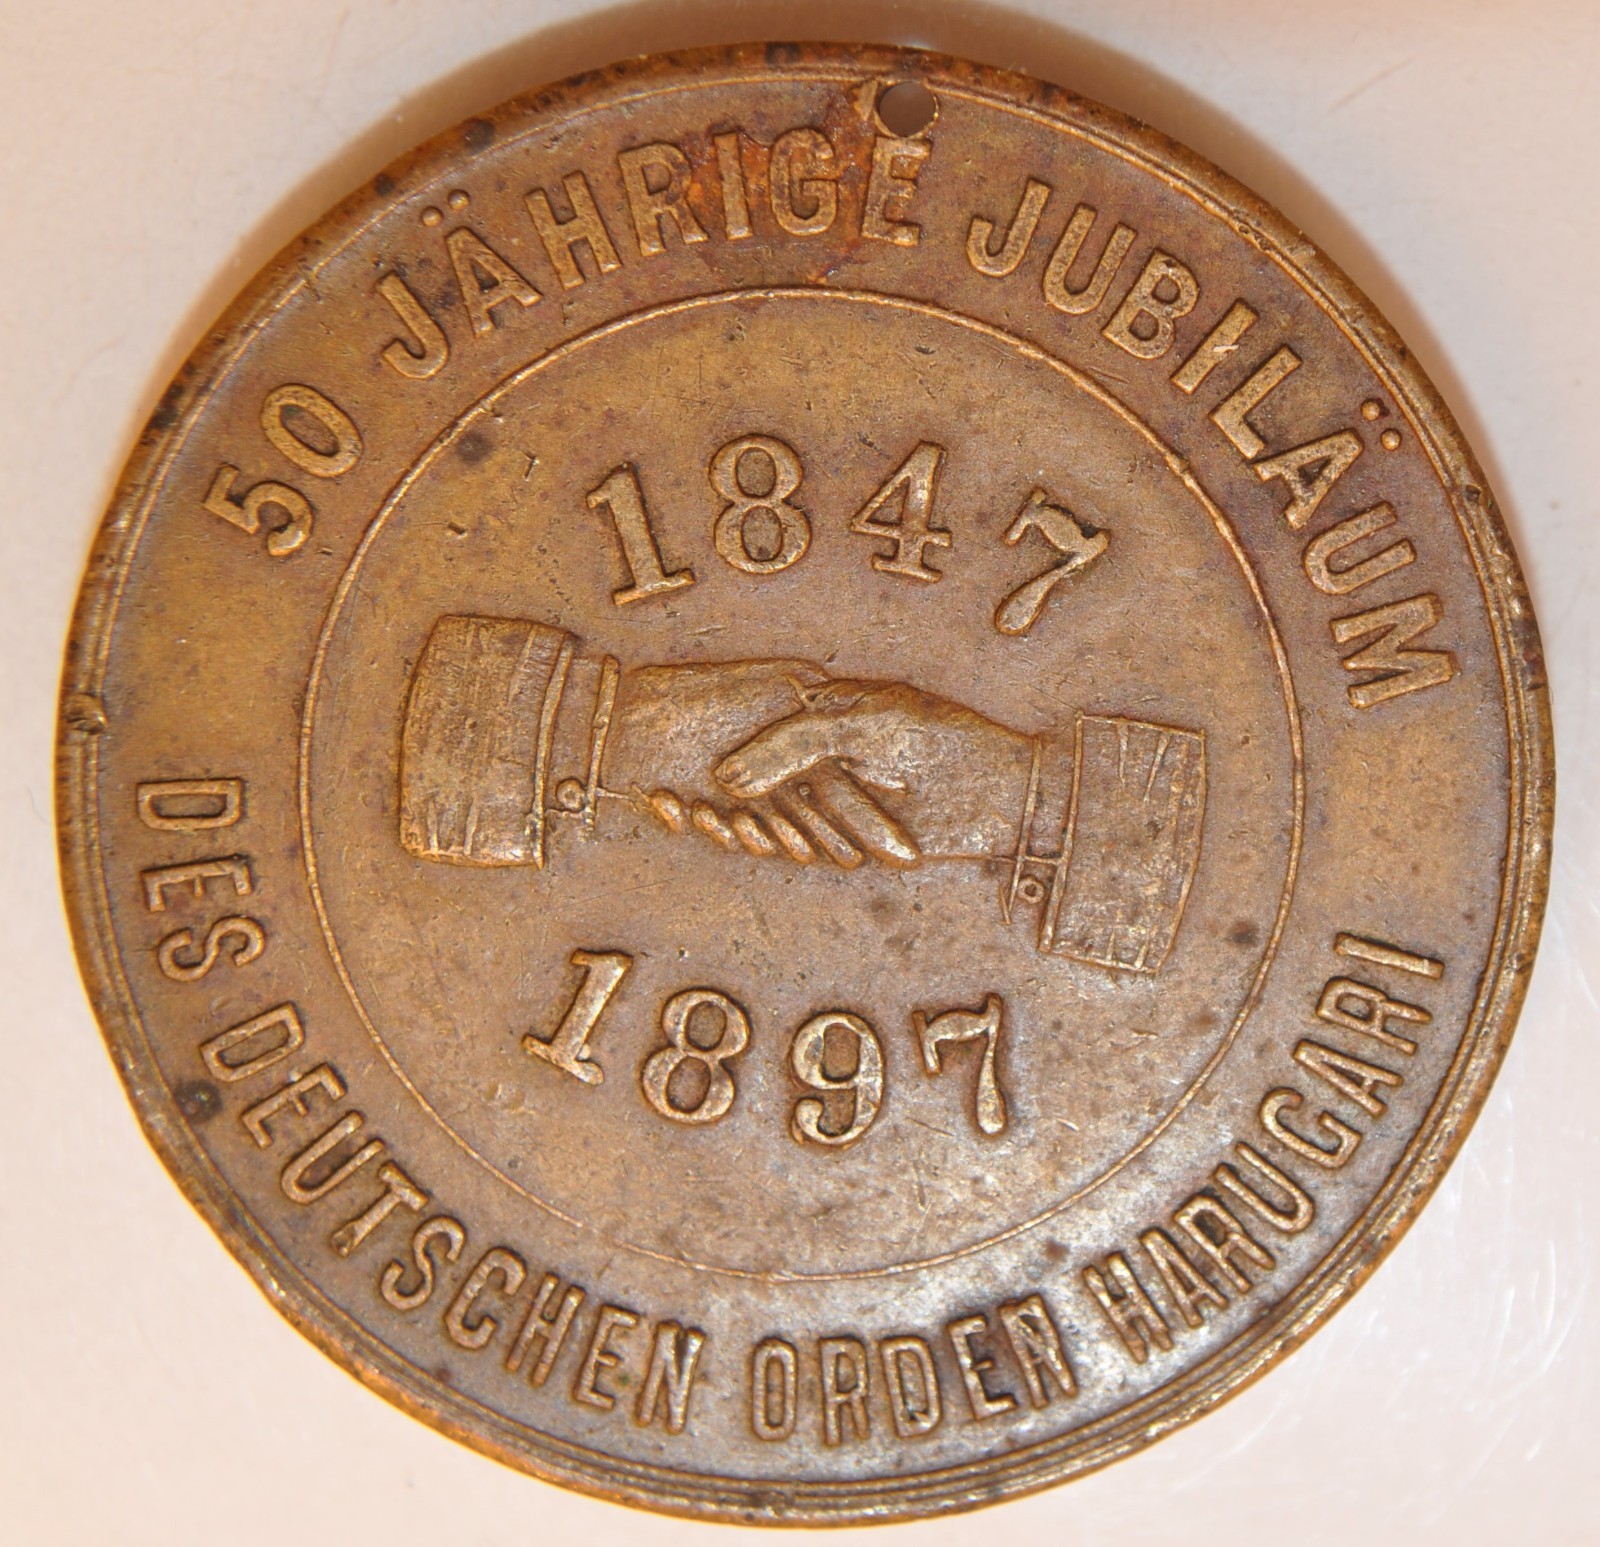 50 JÄHRIGE JUBILÄUM
1847
1897
DES DEUTSCHEN ORDEN HARUGARI